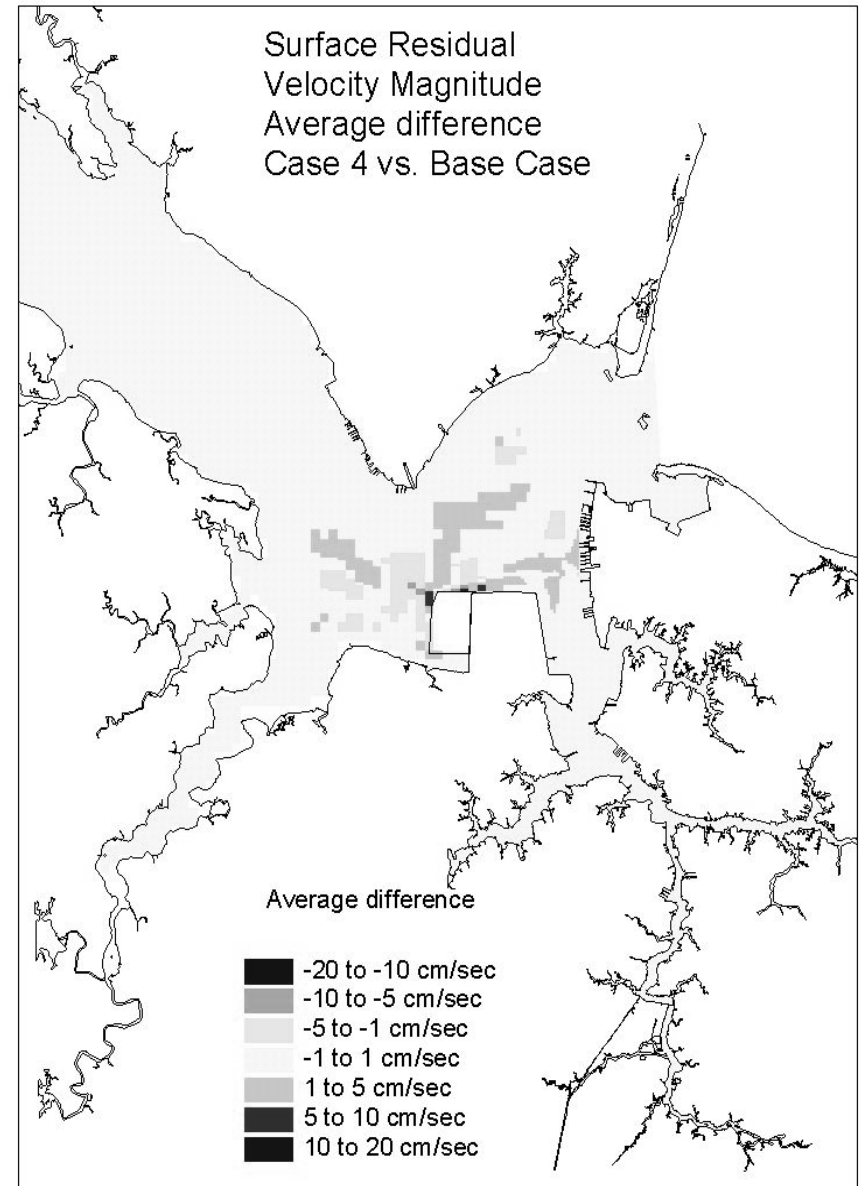 Surface Residual
Velocity Magnitude
Average difference
Case 4 vs. Base Case
Average difference
-20 to -10 cm/sec
-10 to -5 cm/sec
-5 to -1 cm/sec
-1 to 1 cm/sec
1 to 5 cm/sec
5 to 10 cm/sec
10 to 20 cm/sec